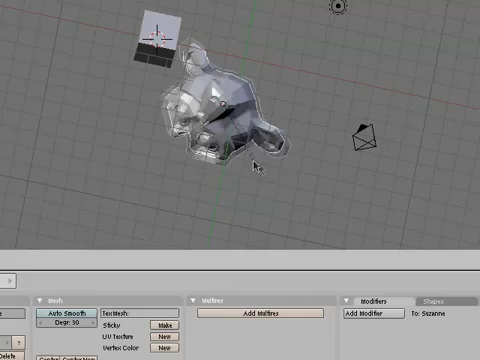 Mesh
Multires
Modifiers
Shapes
Auto Smooth
Degr: 30
TexMesh:
Sticky
Make
UV Texture
New
Vertex Color
New
Add Multires
Add Modifier
To: Suzanne
?
Delete